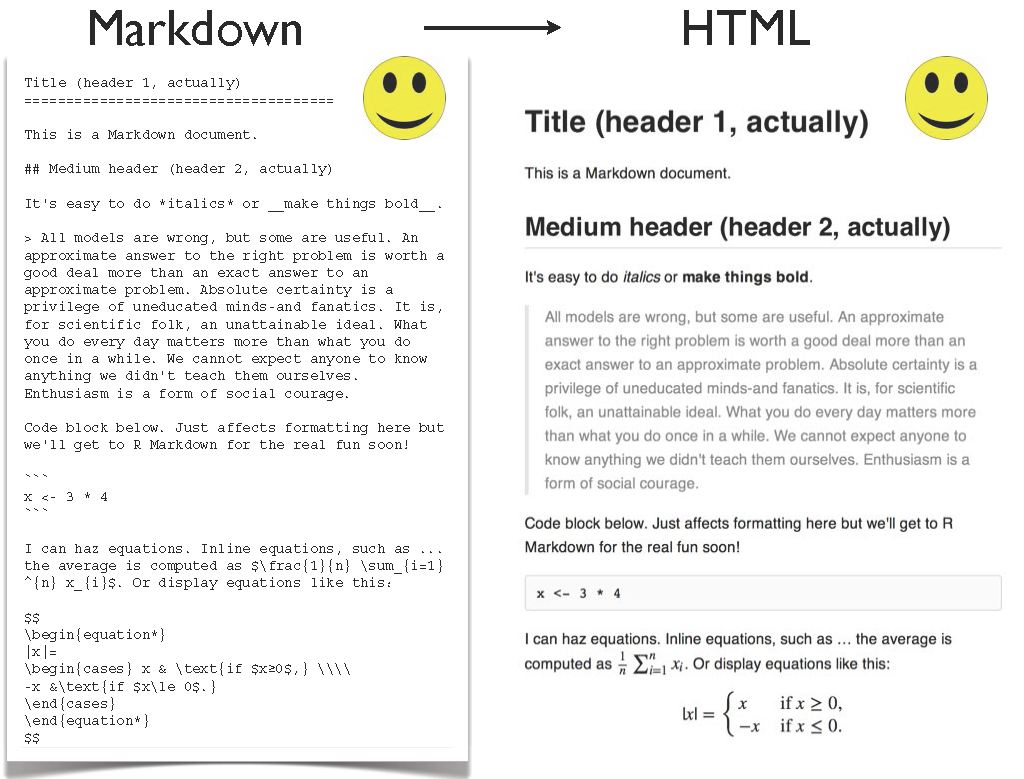 Markdown
HTML
Title (header 1, actually)
=====================================
This is a Markdown document.
## Medium header (header 2, actually)
It's easy to do *italics* or __make things bold__.
> All models are wrong, but some are useful. An
approximate answer to the right problem is worth a
good deal more than an exact answer to an
approximate problem. Absolute certainty is a
privilege of uneducated minds-and fanatics. It is,
for scientific folk, an unattainable ideal. What
you do every day matters more than what you do
once in a while. We cannot expect anyone to know
anything we didn't teach them ourselves.
Enthusiasm is a form of social courage.
Code block below. Just affects formatting here but
we'll get to R Markdown for the real fun soon!
```
x <- 3 * 4
```
I can haz equations. Inline equations, such as ...
the average is computed as $\frac{1}{n} \sum_{i=1}
^{n} x_{i}$. Or display equations like this:
$$
\begin{equation*}
|x|=
\begin{cases} x & \text{if $x≥0$,} \\\\
-x &\text{if $x\le 0$.}
\end{cases}
\end{equation*}
$$
Title (header 1, actually)
This is a Markdown document.
Medium header (header 2, actually)
It's easy to do italics or make things bold.
All models are wrong, but some are useful. An approximate
answer to the right problem is worth a good deal more than an
exact answer to an approximate problem. Absolute certainty is a
privilege of uneducated minds-and fanatics. It is, for scientific
folk, an unattainable ideal. What you do every day matters more
than what you do once in a while. We cannot expect anyone to
know anything we didn't teach them ourselves. Enthusiasm is a
form of social courage.
Code block below. Just affects formatting here but we'll get to R
Markdown for the real fun soon!
x <- 3 * 4
I can haz equations. Inline equations, such as ... the average is
computed as 1/n ∑ᵢ₌₁ⁿ xᵢ. Or display equations like this:
|x| = { x if x ≥ 0,
−x if x ≤ 0.